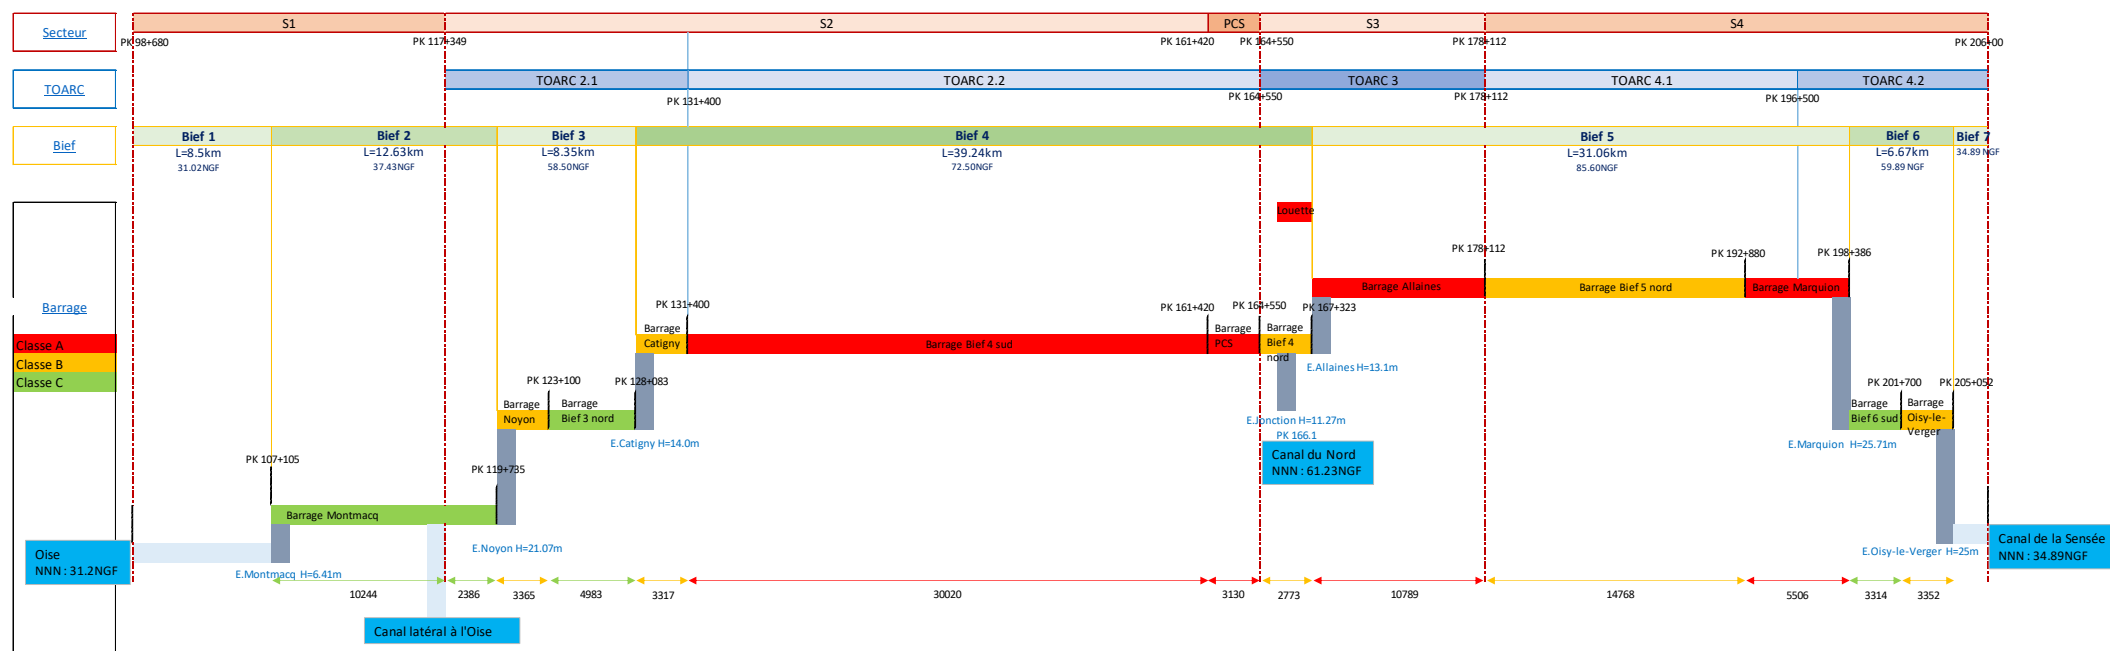 S1
S2
PCS
S3
S4
Secteur
PK 98+680
PK 117+349
PK 161+420
PK 164+550
PK 178+112
PK 206+00
TOARC 2.1
TOARC 2.2
TOARC 3
TOARC 4.1
TOARC 4.2
TOARC
PK 131+400
PK 164+550
PK 178+112
PK 196+500
Bief
Bief 1
L=8.5km
31.02NGF
Bief 2
L=12.63km
37.43NGF
Bief 3
L=8.35km
58.50NGF
Bief 4
L=39.24km
72.50NGF
Bief 5
L=31.06km
85.60NGF
Bief 6
L=6.67km
59.89 NGF
Bief 7
34.89 NGF
Louette
PK 178+112
PK 192+880
PK 198+386
Barrage Allaines
Barrage Bief 5 nord
Barrage Marquion
Barrage
PK 131+400
PK 161+420
PK 164+550
PK 167+323
Barrage
Catigny
Barrage Bief 4 sud
Barrage
PCS
Barrage
Bief 4
nord
Classe A
Classe B
Classe C
E.Allaines H=13.1m
PK 123+100
PK 128+083
PK 201+700
PK 205+052
Barrage
Noyon
Barrage
Bief 3 nord
Barrage
Bief 6 sud
Barrage
Oisy-le-
Verger
E.Catigny H=14.0m
E.Jonction H=11.27m
PK 166.1
E.Marquion H=25.71m
Canal du Nord
NNN : 61.23NGF
PK 107+105
PK 119+735
Barrage Montmacq
Oise
NNN : 31.2NGF
E.Noyon H=21.07m
E.Montmacq H=6.41m
E.Oisy-le-Verger H=25m
Canal de la Sensée
NNN : 34.89NGF
10244
2386
3365
4983
3317
30020
3130
2773
10789
14768
5506
3314
3352
Canal latéral à l'Oise